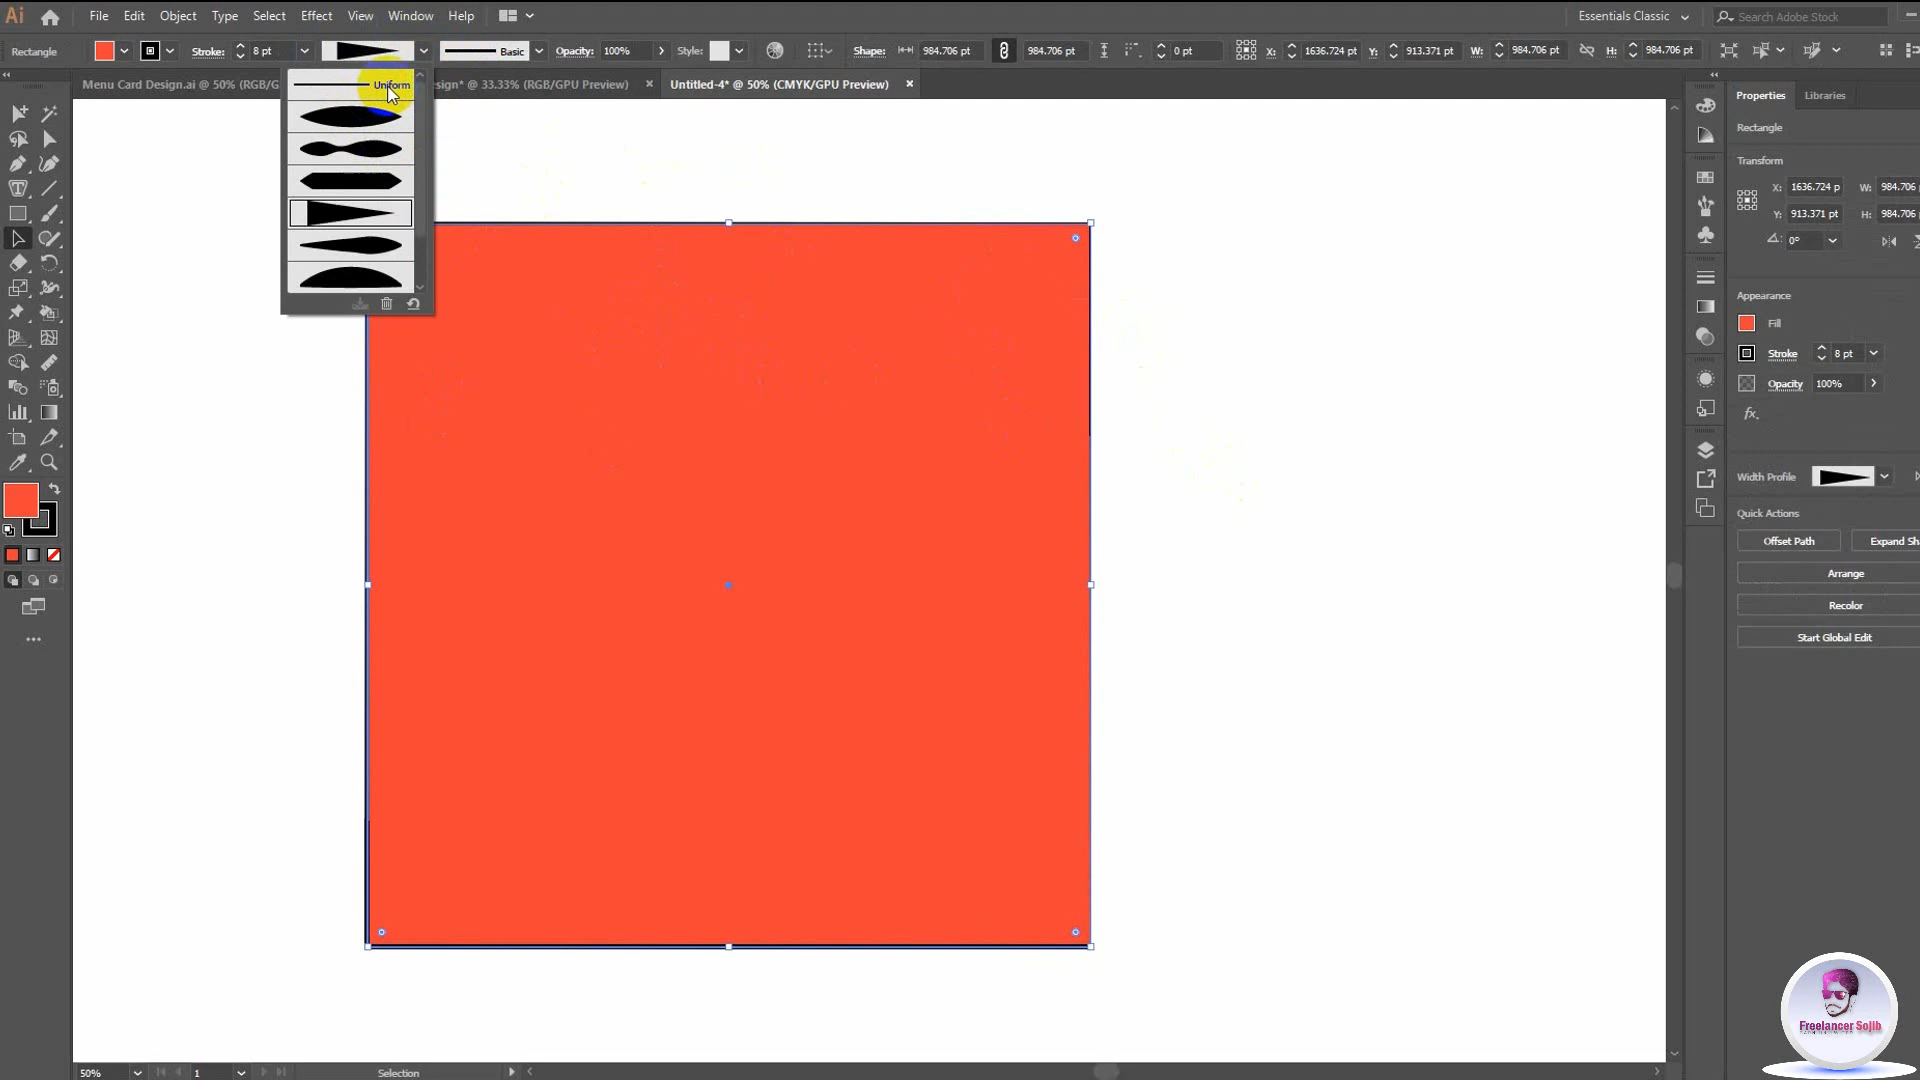 Ai File Edit Object Type Select Effect View Window Help Essentials Classic Search Adobe Stock
Rectangle Stroke: 8 pt Basic Opacity: 100% Style: Shape: 984.706 pt 984.706 pt 0 pt X: 1636.724 pt Y: 913.371 pt W: 984.706 pt H: 984.706 pt
Menu Card Design.ai @ 50% (RGB/G sign* @ 33.33% (RGB/GPU Preview) × Untitled-4* @ 50% (CMYK/GPU Preview) ×
Uniform
Properties Libraries
Rectangle
Transform
X: 1636.724 p W: 984.706
Y: 913.371 pt H: 984.706
0°
Appearance
Fill
Stroke 8 pt
Opacity 100%
fx.
Width Profile
Quick Actions
Offset Path Expand Sha
Arrange
Recolor
Start Global Edit
Freelancer Sojib
50% 1 Selection